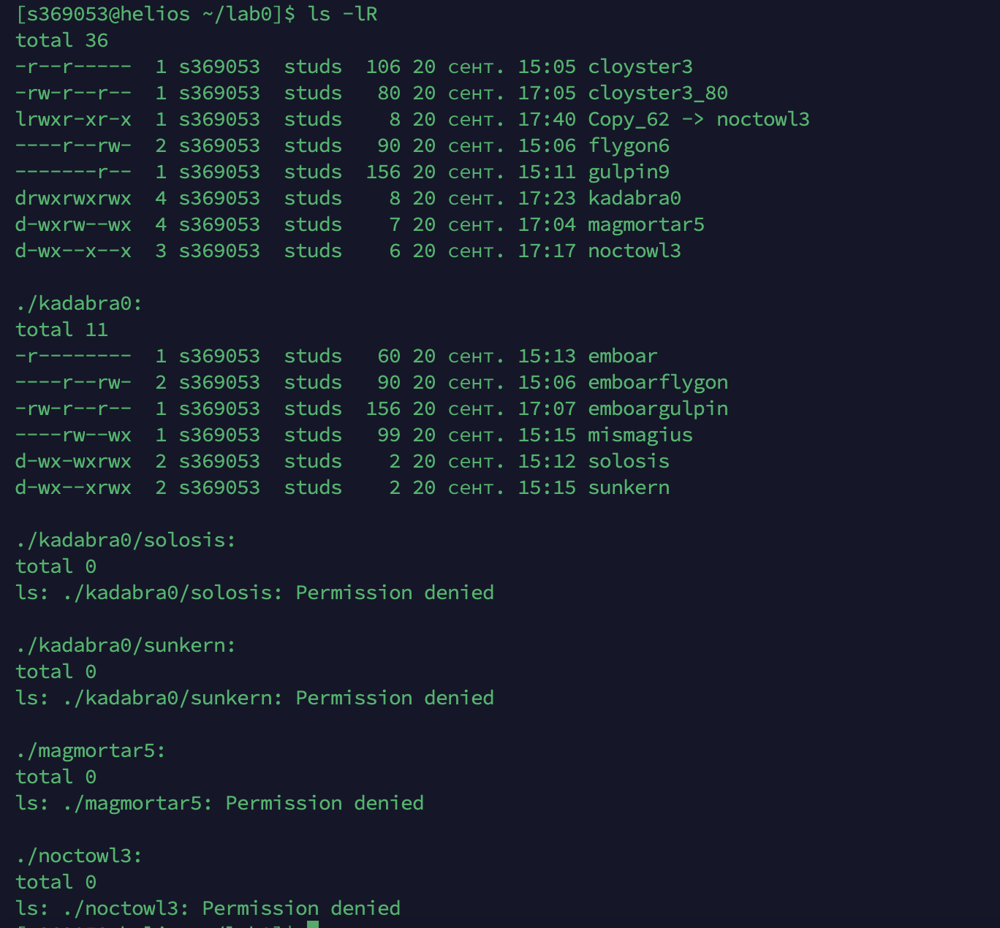 [s369053@helios ~/lab0]$ ls -lR
total 36
-r--r-----  1 s369053  studs  106 20 сент. 15:05 cloyster3
-rw-r--r--  1 s369053  studs   80 20 сент. 17:05 cloyster3_80
lrwxr-xr-x  1 s369053  studs    8 20 сент. 17:40 Copy_62 -> noctowl3
----r--rw-  2 s369053  studs   90 20 сент. 15:06 flygon6
-------r--  1 s369053  studs  156 20 сент. 15:11 gulpin9
drwxrwxrwx  4 s369053  studs    8 20 сент. 17:23 kadabra0
d-wxrw--wx  4 s369053  studs    7 20 сент. 17:04 magmortar5
d-wx--x--x  3 s369053  studs    6 20 сент. 17:17 noctowl3

./kadabra0:
total 11
-r--------  1 s369053  studs   60 20 сент. 15:13 emboar
----r--rw-  2 s369053  studs   90 20 сент. 15:06 emboarflygon
-rw-r--r--  1 s369053  studs  156 20 сент. 17:07 emboargulpin
----rw--wx  1 s369053  studs   99 20 сент. 15:15 mismagius
d-wx-wxrwx  2 s369053  studs    2 20 сент. 15:12 solosis
d-wx--xrwx  2 s369053  studs    2 20 сент. 15:15 sunkern

./kadabra0/solosis:
total 0
ls: ./kadabra0/solosis: Permission denied

./kadabra0/sunkern:
total 0
ls: ./kadabra0/sunkern: Permission denied

./magmortar5:
total 0
ls: ./magmortar5: Permission denied

./noctowl3:
total 0
ls: ./noctowl3: Permission denied